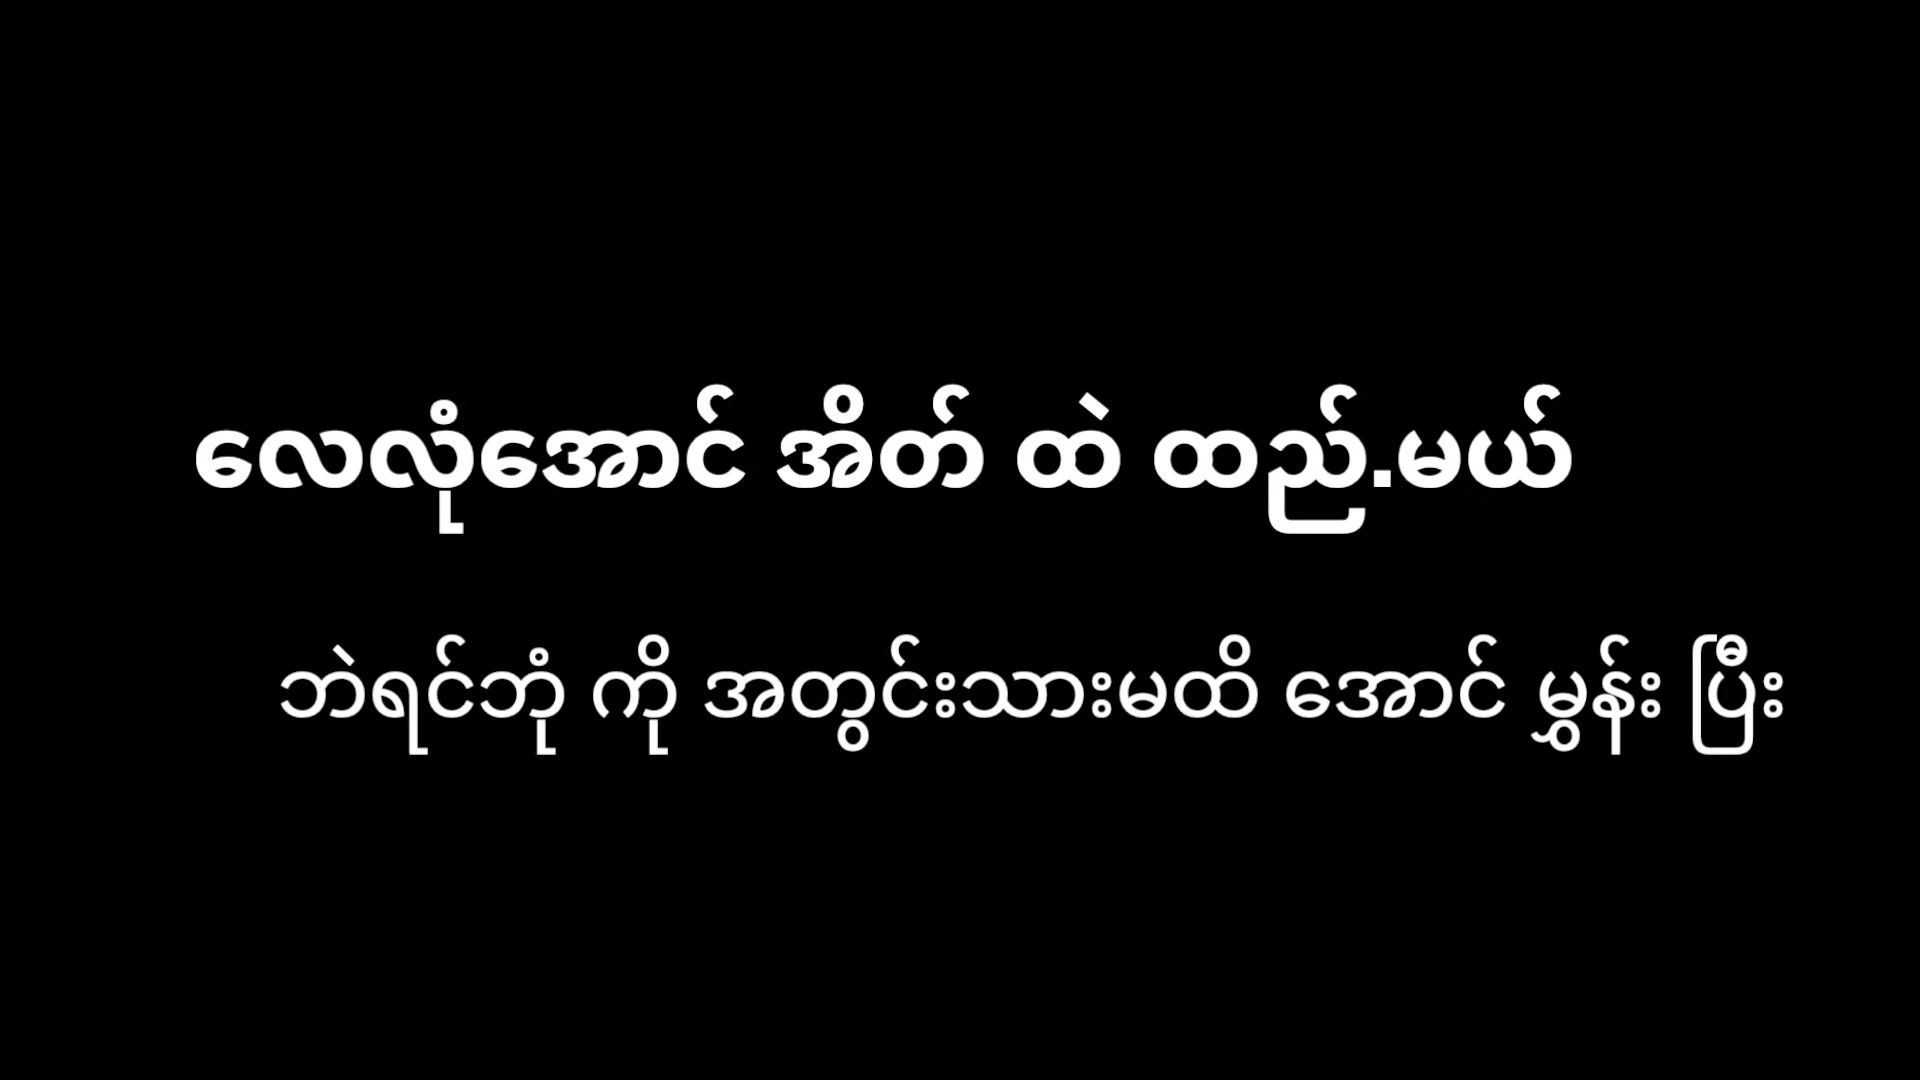 လေလုံအောင် အိတ် ထဲ ထည်.မယ်
ဘဲရင်ဘုံ ကို အတွင်းသားမထိ အောင် မွှန်း ပြီး